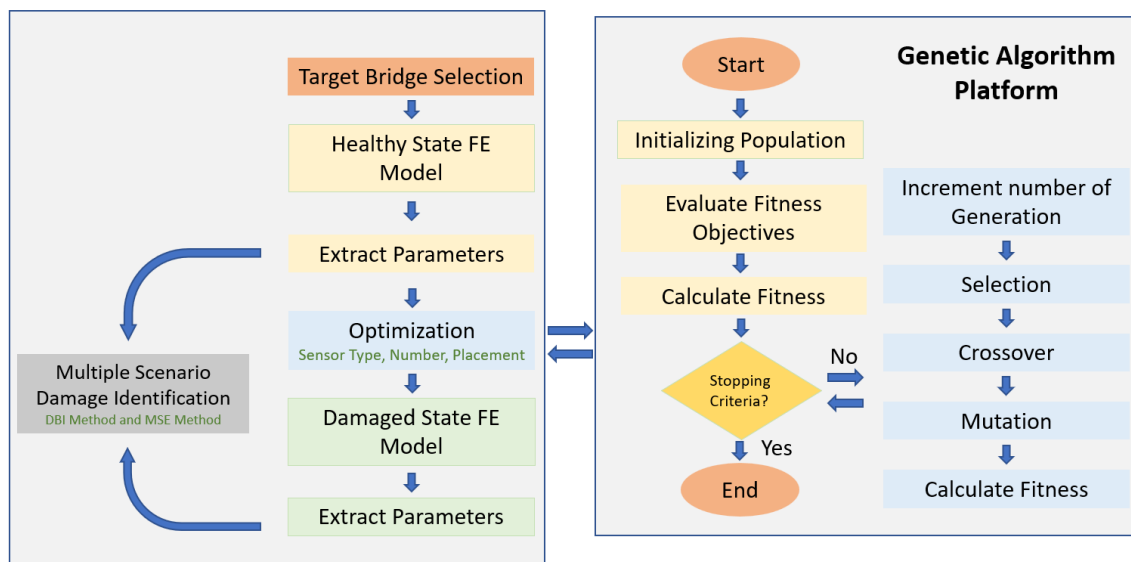 Target Bridge Selection
Healthy State FE
Model
Extract Parameters
Optimization
Sensor Type, Number, Placement
Multiple Scenario
Damage Identification
DBI Method and MSE Method
Damaged State FE
Model
Extract Parameters
Genetic Algorithm
Platform
Start
Initializing Population
Evaluate Fitness
Objectives
Calculate Fitness
Stopping
Criteria?
No
Yes
End
Increment number of
Generation
Selection
Crossover
Mutation
Calculate Fitness